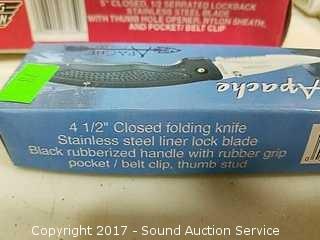 5" CLOSED, 1/2 SERRATED LOCKBACK
STAINLESS STEEL BLADE
WITH THUMB HOLE OPENER, NYLON SHEATH,
AND POCKET/ BELT CLIP
Apache
4 1/2" Closed folding knife
Stainless steel liner lock blade
Black rubberized handle with rubber grip
pocket / belt clip, thumb stud
Copyright 2017 - Sound Auction Service